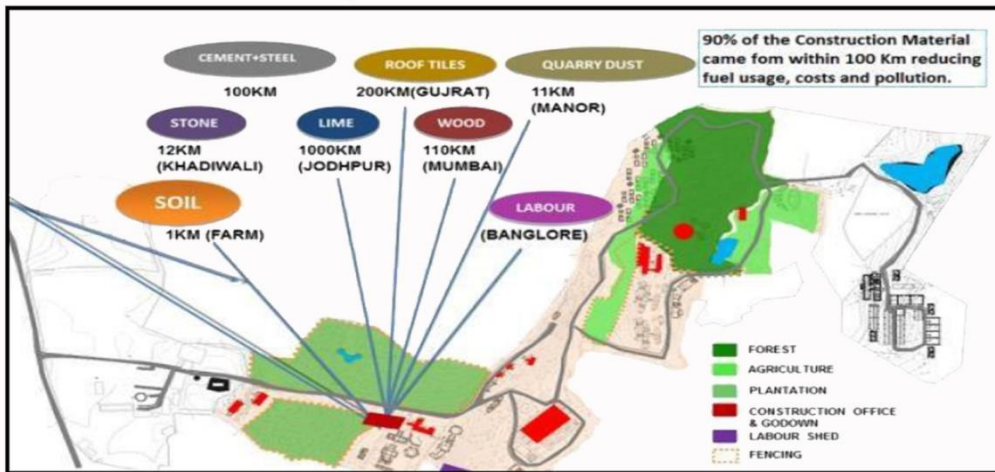 90% of the Construction Material
came fom within 100 Km reducing
fuel usage, costs and pollution.
CEMENT+STEEL
100KM
ROOF TILES
200KM(GUJRAT)
QUARRY DUST
11KM
(MANOR)
STONE
12KM
(KHADIWALI)
LIME
1000KM
(JODHPUR)
WOOD
110KM
(MUMBAI)
SOIL
1KM (FARM)
LABOUR
(BANGLORE)
FOREST
AGRICULTURE
PLANTATION
CONSTRUCTION OFFICE
& GODOWN
LABOUR SHED
FENCING